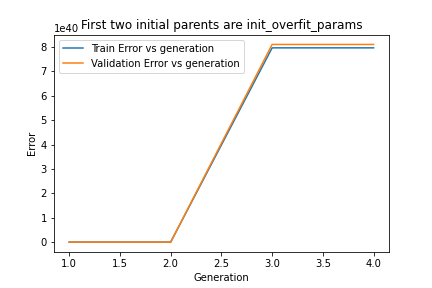 First two initial parents are init_overfit_params
1e40
Train Error vs generation
Validation Error vs generation
8
7
6
5
4
3
2
1
0
Error
1.0 1.5 2.0 2.5 3.0 3.5 4.0
Generation